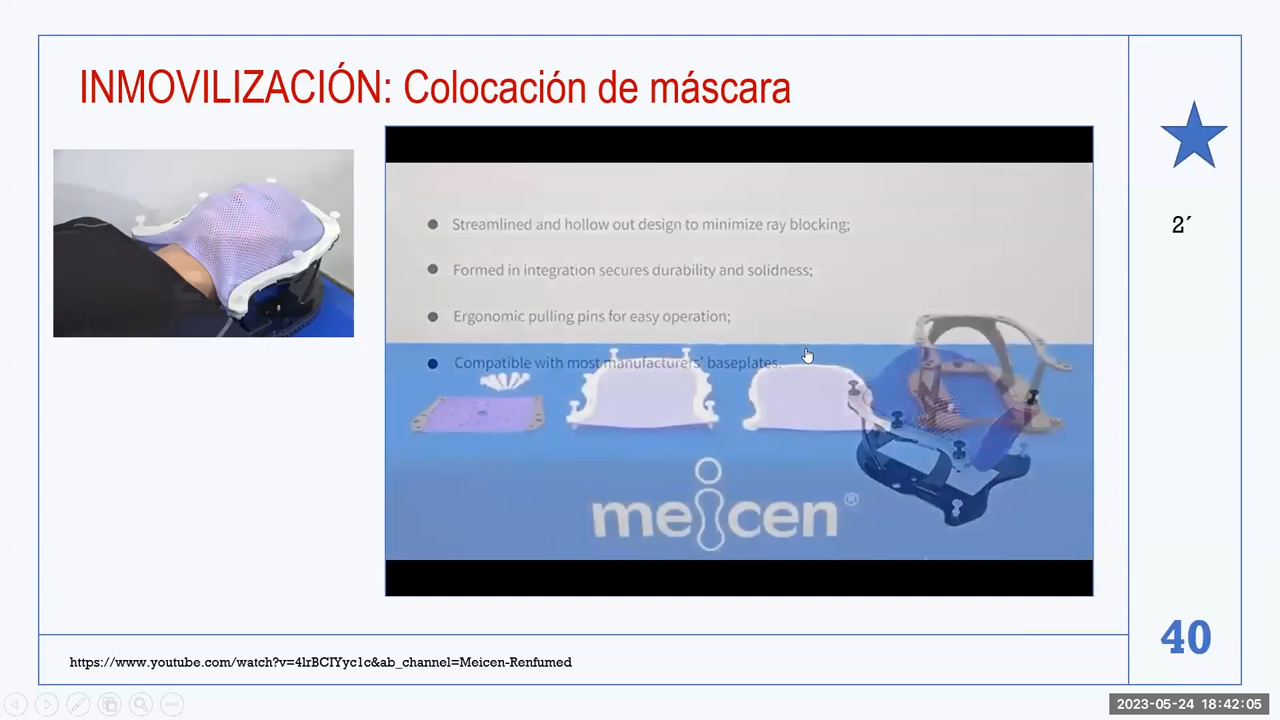 INMOVILIZACIÓN: Colocación de máscara
Streamlined and hollow out design to minimize ray blocking;
Formed in integration secures durability and solidness;
Ergonomic pulling pins for easy operation;
Compatible with most manufacturers' baseplates.
meicen®
2´
40
https://www.youtube.com/watch?v=4lrBCIYyc1c&ab_channel=Meicen-Renfumed
2023-05-24 18:42:05